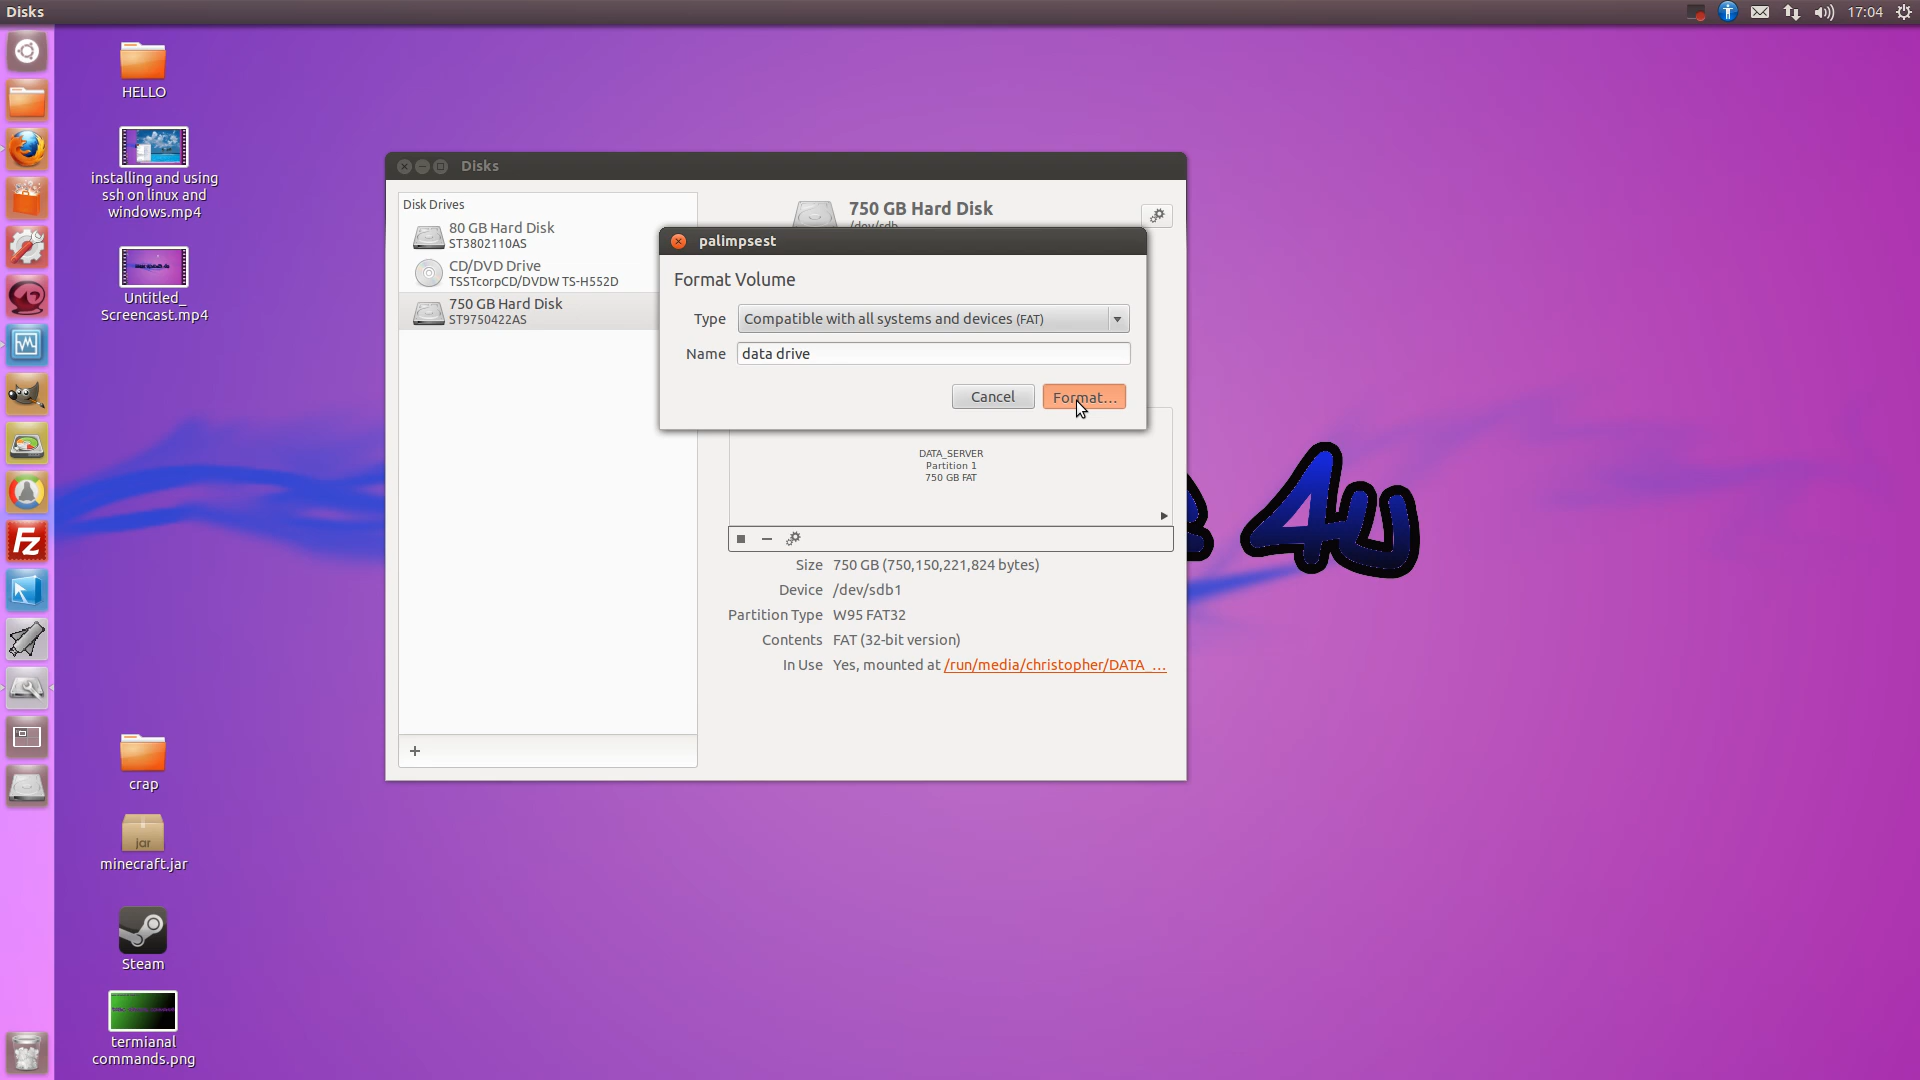 Disks
17:04
HELLO
installing and using
ssh on linux and
windows.mp4
Untitled_
Screencast.mp4
crap
jar
minecraft.jar
Steam
termianal
commands.png
Disks
Disk Drives
80 GB Hard Disk
ST3802110AS
CD/DVD Drive
TSSTcorpCD/DVDW TS-H552D
750 GB Hard Disk
ST9750422AS
750 GB Hard Disk
/dev/sdb
palimpsest
Format Volume
Type Compatible with all systems and devices (FAT)
Name data drive
Cancel Format...
DATA_SERVER
Partition 1
750 GB FAT
Size 750 GB (750,150,221,824 bytes)
Device /dev/sdb1
Partition Type W95 FAT32
Contents FAT (32-bit version)
In Use Yes, mounted at /run/media/christopher/DATA_...
4U
Fz